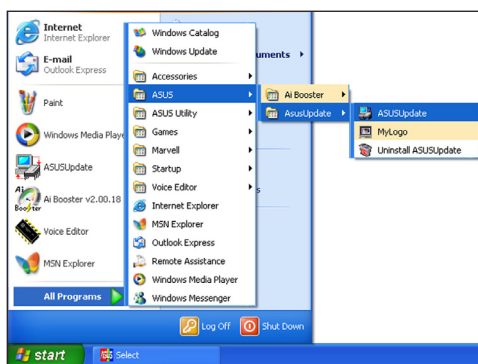 Internet
Internet Explorer
E-mail
Outlook Express
Paint
Windows Media Playe
ASUSUpdate
Ai Booster v2.00.18
Voice Editor
MSN Explorer
All Programs
Windows Catalog
Windows Update
Accessories
ASUS
ASUS Utility
Games
Marvell
Startup
Voice Editor
Internet Explorer
MSN Explorer
Outlook Express
Remote Assistance
Windows Media Player
Windows Messenger
uments
s
Ai Booster
AsusUpdate
ASUSUpdate
MyLogo
Uninstall ASUSUpdate
Log Off
Shut Down
start
Select